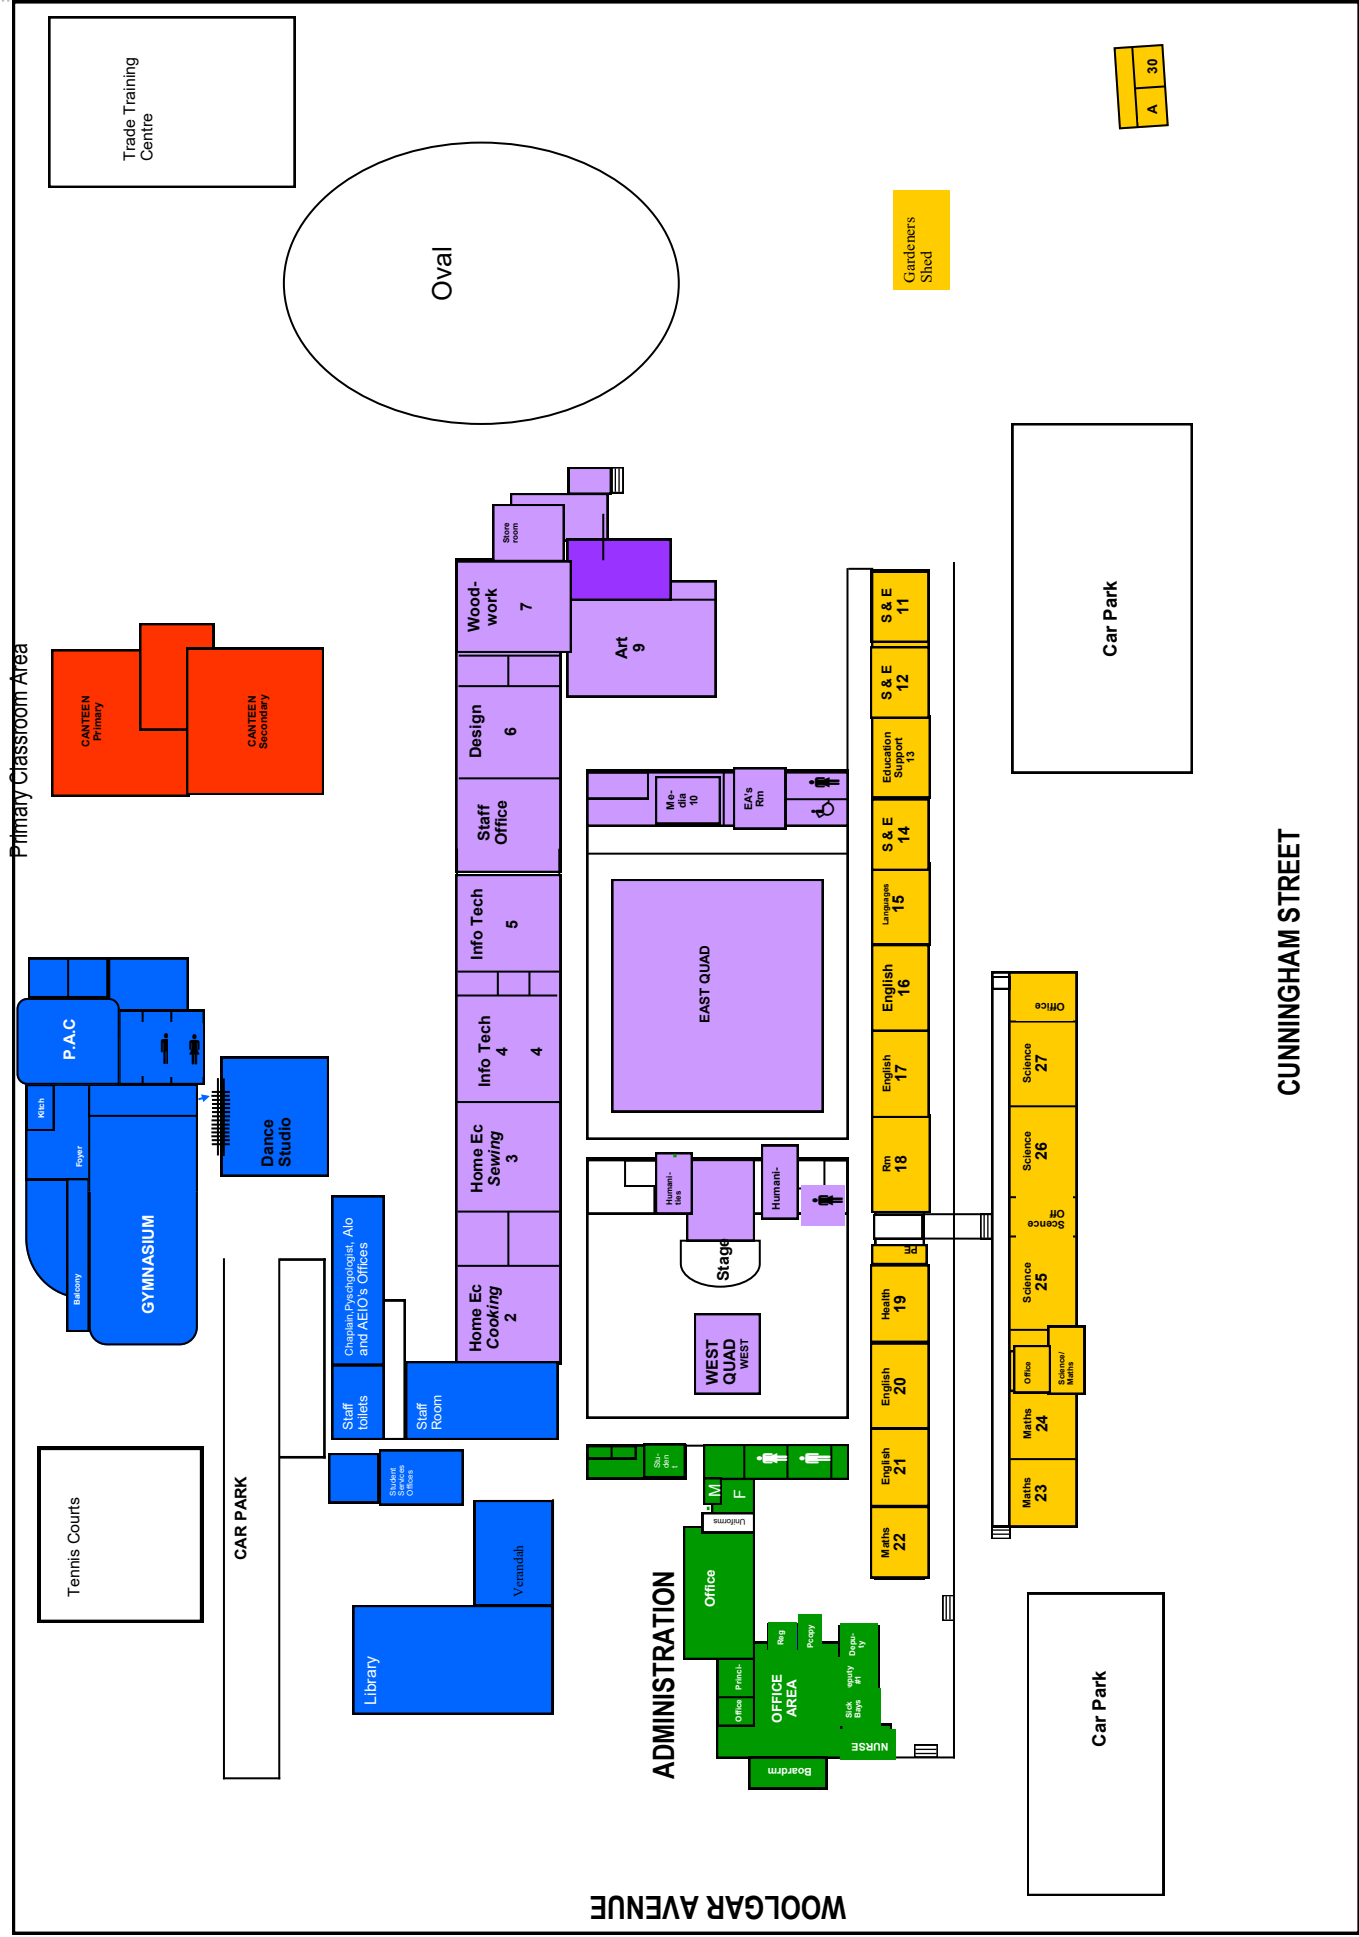 Primary Classroom Area
Trade Training
Centre
Oval
A
30
Gardeners
Shed
CANTEEN
Primary
CANTEEN
Secondary
Store
room
Wood-
work
7
Art
9
Design
6
Staff
Office
Info Tech
5
Info Tech
4
4
Home Ec
Sewing
3
Home Ec
Cooking
2
Me-
dia
10
EA's
Rm
EAST QUAD
Humani-
ties
Humani-
Stage
WEST
QUAD
WEST
S & E
11
S & E
12
Education
Support
13
S & E
14
Languages
15
English
16
English
17
Rm
18
PE
Health
19
English
20
English
21
Maths
22
Office
Science
27
Science
26
Scence
Off
Science
25
Office
Science/
Maths
Maths
24
Maths
23
Car Park
CUNNINGHAM STREET
Car Park
P.A.C
Kitch
Foyer
Balcony
GYMNASIUM
Dance
Studio
Chaplain,Pyschgologist, Alo
and AEIO's Offices
Staff
toilets
Staff
Room
Student
Services
Offices
Verandah
Library
CAR PARK
Tennis Courts
Stu-
den
t
M
F
Uniforms
Office
ADMINISTRATION
Reg
Pcopy
Depu-
ty
eputy
#1
Sick
Bays
NURSE
Princi-
Office
OFFICE
AREA
Boardrm
WOOLGAR AVENUE